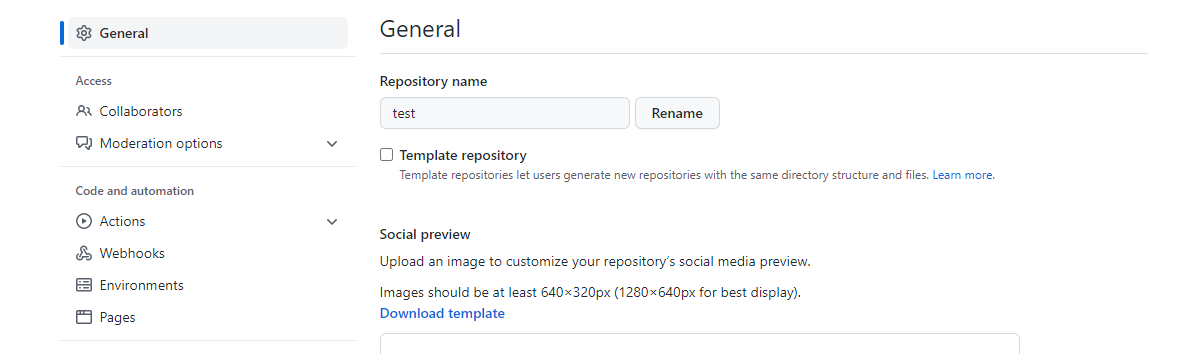 General
Access
Collaborators
Moderation options
Code and automation
Actions
Webhooks
Environments
Pages
General
Repository name
test
Rename
Template repository
Template repositories let users generate new repositories with the same directory structure and files. Learn more.
Social preview
Upload an image to customize your repository’s social media preview.
Images should be at least 640×320px (1280×640px for best display).
Download template